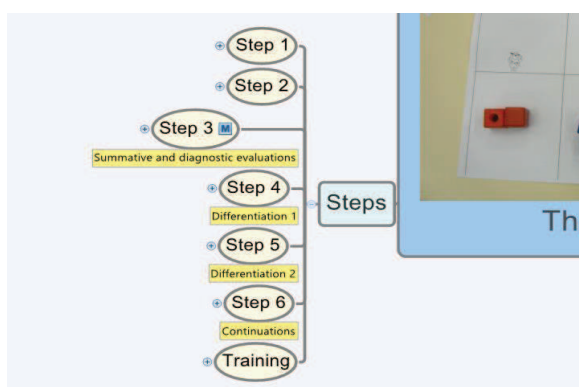 Step 1
Step 2
Step 3 M
Summative and diagnostic evaluations
Step 4
Differentiation 1
Step 5
Differentiation 2
Step 6
Continuations
Training
Steps
Th